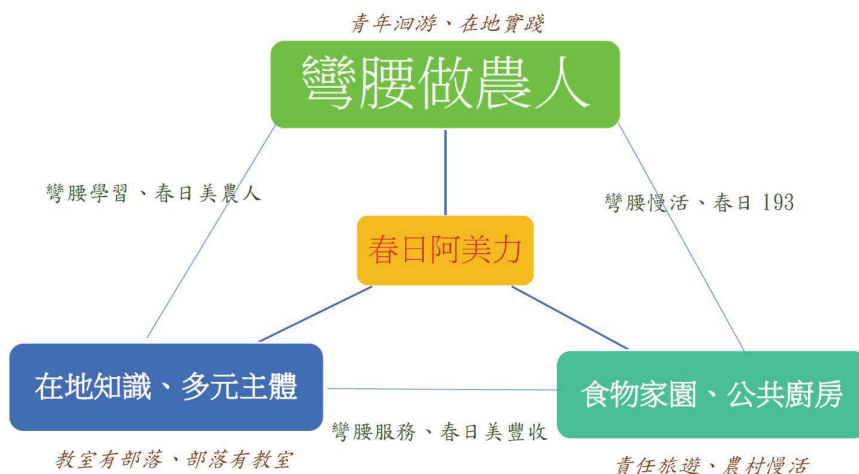 青年洄游、在地實踐
彎腰做農人
彎腰學習、春日美農人
彎腰慢活、春日 193
春日阿美力
在地知識、多元主體
食物家園、公共廚房
彎腰服務、春日美豐收
教室有部落、部落有教室
責任旅遊、農村慢活